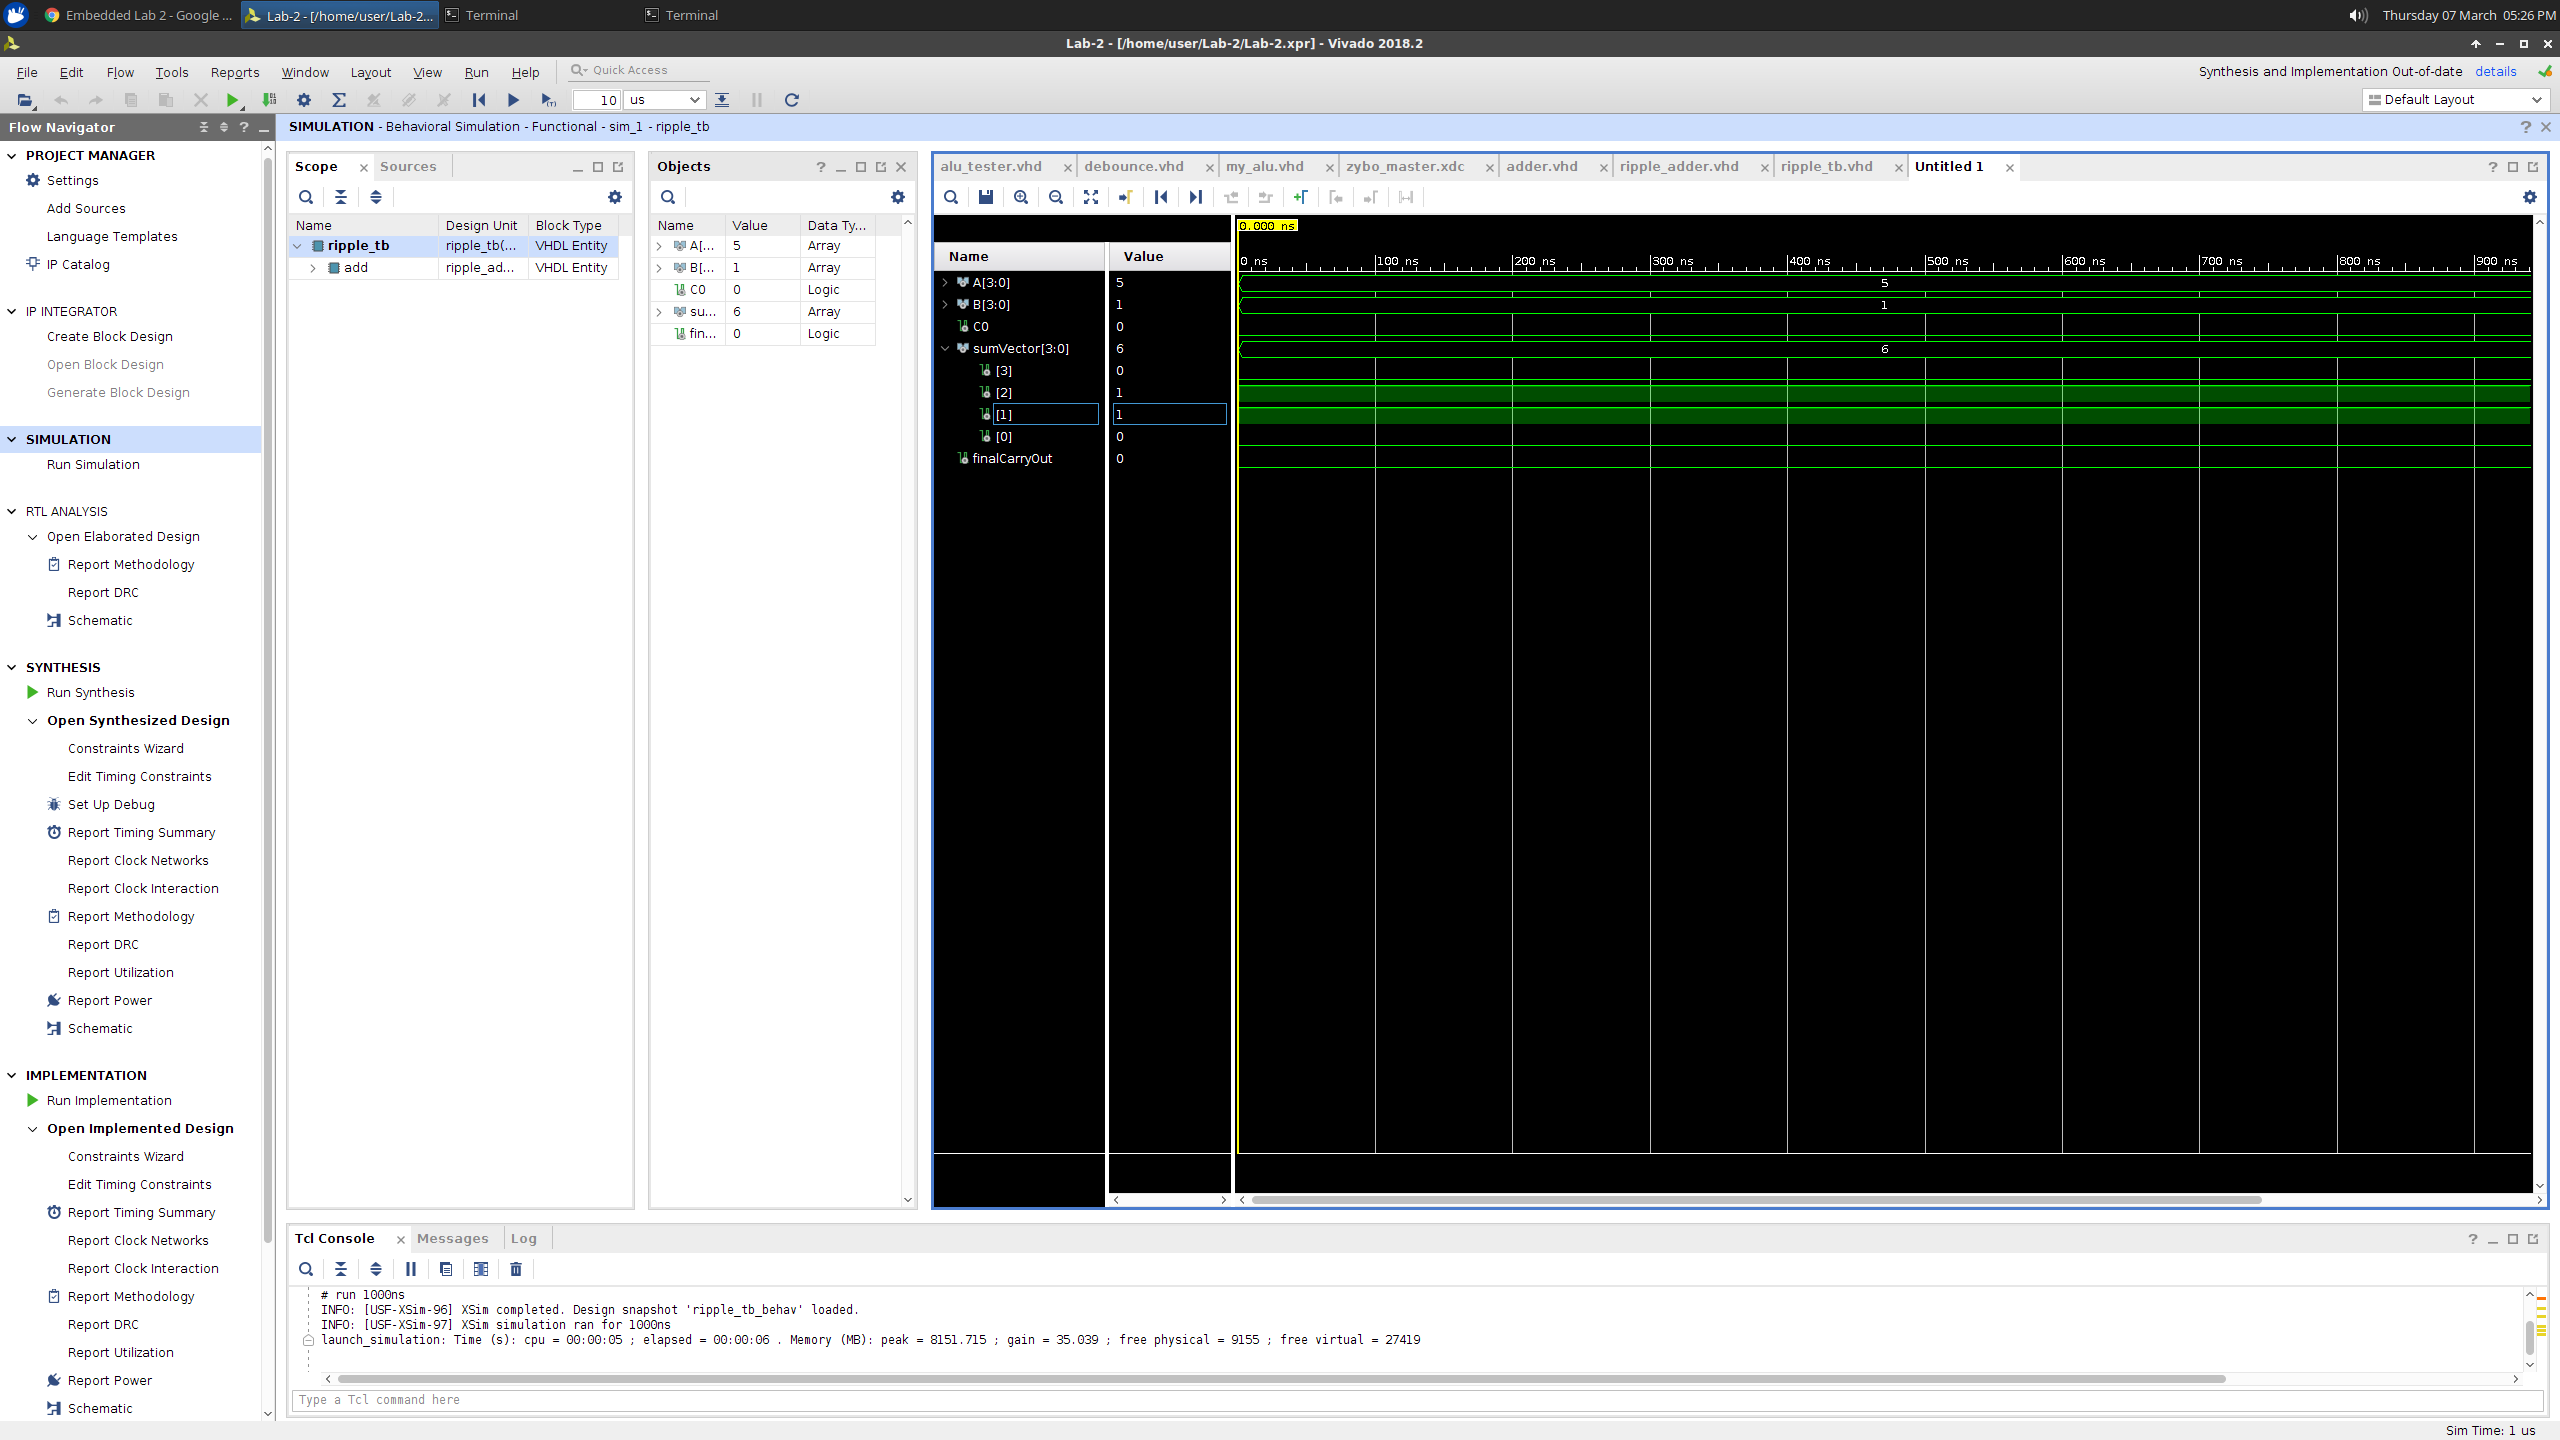 Embedded Lab 2 - Google ...
Lab-2 - [/home/user/Lab-2...
Terminal
Terminal
Thursday 07 March 05:26 PM
Lab-2 - [/home/user/Lab-2/Lab-2.xpr] - Vivado 2018.2
File Edit Flow Tools Reports Window Layout View Run Help Quick Access
Synthesis and Implementation Out-of-date details
10 us
Default Layout
Flow Navigator
SIMULATION - Behavioral Simulation - Functional - sim_1 - ripple_tb
PROJECT MANAGER
Settings
Add Sources
Language Templates
IP Catalog
IP INTEGRATOR
Create Block Design
Open Block Design
Generate Block Design
SIMULATION
Run Simulation
RTL ANALYSIS
Open Elaborated Design
Report Methodology
Report DRC
Schematic
SYNTHESIS
Run Synthesis
Open Synthesized Design
Constraints Wizard
Edit Timing Constraints
Set Up Debug
Report Timing Summary
Report Clock Networks
Report Clock Interaction
Report Methodology
Report DRC
Report Utilization
Report Power
Schematic
IMPLEMENTATION
Run Implementation
Open Implemented Design
Constraints Wizard
Edit Timing Constraints
Report Timing Summary
Report Clock Networks
Report Clock Interaction
Report Methodology
Report DRC
Report Utilization
Report Power
Schematic
Scope Sources
Name Design Unit Block Type
ripple_tb ripple_tb(... VHDL Entity
add ripple_ad... VHDL Entity
Objects
Name Value Data Ty...
A[... 5 Array
B[... 1 Array
C0 0 Logic
su... 6 Array
fin... 0 Logic
alu_tester.vhd debounce.vhd my_alu.vhd zybo_master.xdc adder.vhd ripple_adder.vhd ripple_tb.vhd Untitled 1
0.000 ns
Name Value
0 ns 100 ns 200 ns 300 ns 400 ns 500 ns 600 ns 700 ns 800 ns 900 ns
A[3:0] 5 5
B[3:0] 1 1
C0 0
sumVector[3:0] 6 6
[3] 0
[2] 1
[1] 1
[0] 0
finalCarryOut 0
Tcl Console Messages Log
# run 1000ns
INFO: [USF-XSim-96] XSim completed. Design snapshot 'ripple_tb_behav' loaded.
INFO: [USF-XSim-97] XSim simulation ran for 1000ns
launch_simulation: Time (s): cpu = 00:00:05 ; elapsed = 00:00:06 . Memory (MB): peak = 8151.715 ; gain = 35.039 ; free physical = 9155 ; free virtual = 27419
Type a Tcl command here
Sim Time: 1 us